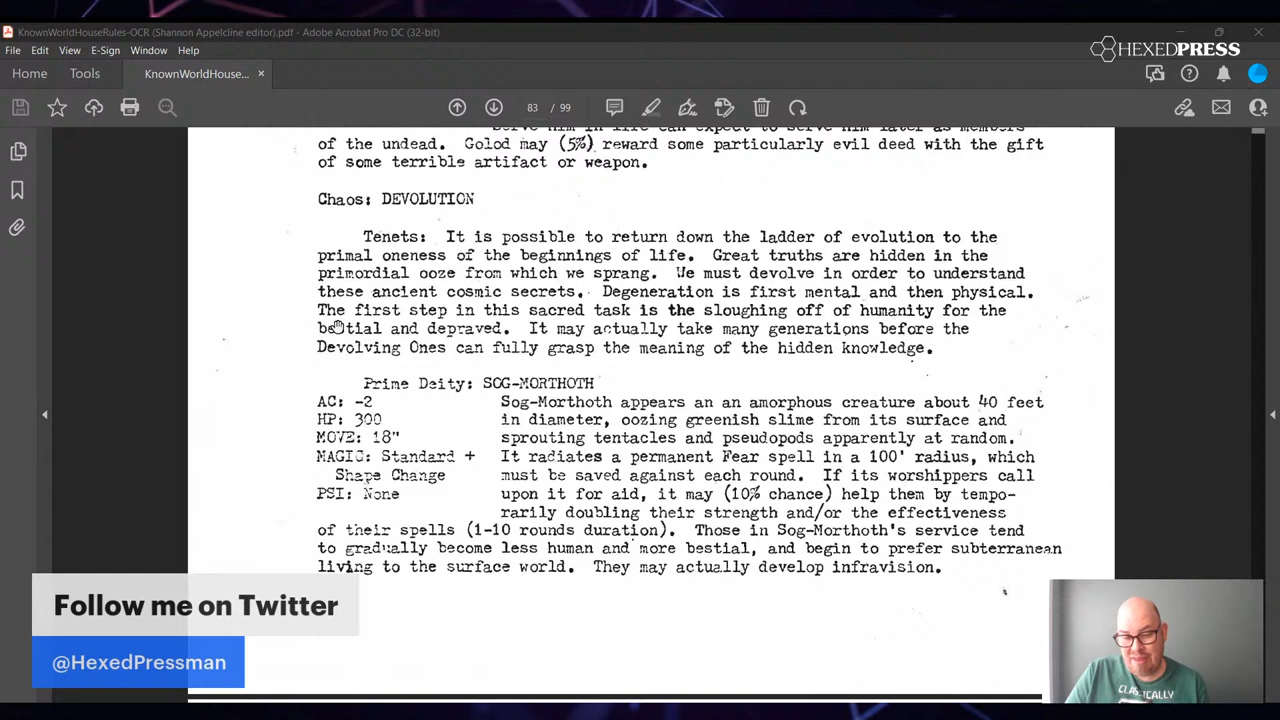 KnownWorldHouseRules-OCR (Shannon Appelcline editor).pdf - Adobe Acrobat Pro DC (32-bit)
File Edit View E-Sign Window Help
HEXEDPRESS
Home Tools KnownWorldHouse... ×
83 / 99
Serve him in life can expect to serve him later as members
of the undead. Golod may (5%) reward some particularly evil deed with the gift
of some terrible artifact or weapon.
Chaos: DEVOLUTION
Tenets: It is possible to return down the ladder of evolution to the
primal oneness of the beginnings of life. Great truths are hidden in the
primordial ooze from which we sprang. We must devolve in order to understand
these ancient cosmic secrets. Degeneration is first mental and then physical.
The first step in this sacred task is the sloughing off of humanity for the
bestial and depraved. It may actually take many generations before the
Devolving Ones can fully grasp the meaning of the hidden knowledge.
Prime Deity: SOG-MORTHOTH
AC: -2 Sog-Morthoth appears an an amorphous creature about 40 feet
HP: 300 in diameter, oozing greenish slime from its surface and
MOVE: 18" sprouting tentacles and pseudopods apparently at random.
MAGIC: Standard + It radiates a permanent Fear spell in a 100' radius, which
Shape Change must be saved against each round. If its worshippers call
PSI: None upon it for aid, it may (10% chance) help them by tempo-
rarily doubling their strength and/or the effectiveness
of their spells (1-10 rounds duration). Those in Sog-Morthoth's service tend
to gradually become less human and more bestial, and begin to prefer subterranean
living to the surface world. They may actually develop infravision.
Follow me on Twitter
@HexedPressman
CLASSICALLY